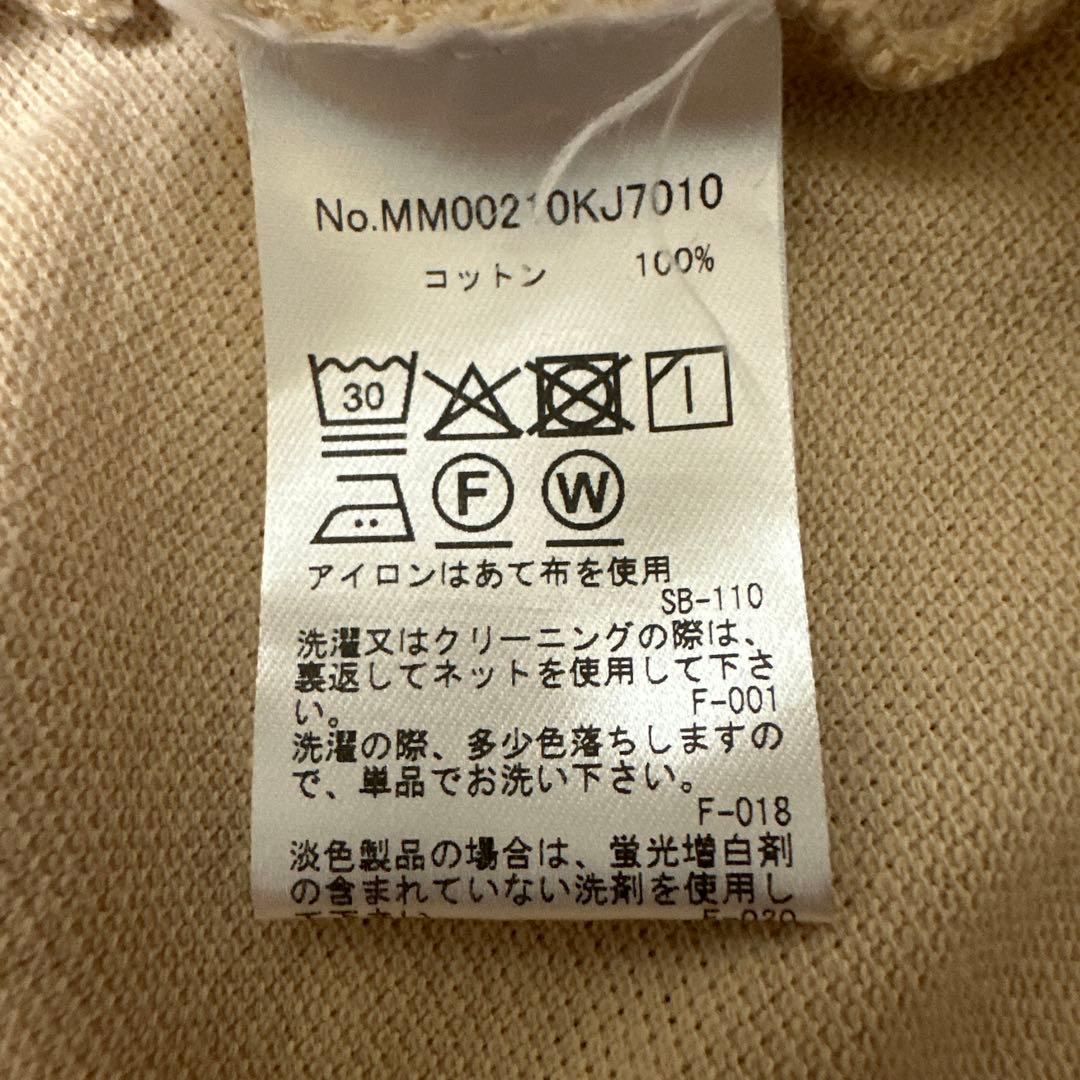 No.MM00210KJ7010
コットン 100%
30
F W
アイロンはあて布を使用
SB-110
洗濯又はクリーニングの際は、
裏返してネットを使用して下さ
い。 F-001
洗濯の際、多少色落ちしますの
で、単品でお洗い下さい。
F-018
淡色製品の場合は、蛍光増白剤
の含まれていない洗剤を使用し